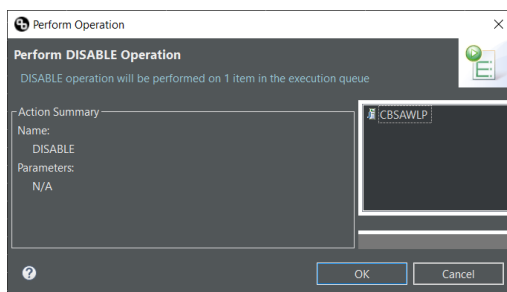 Perform Operation
Perform DISABLE Operation
DISABLE operation will be performed on 1 item in the execution queue
Action Summary
Name:
DISABLE
Parameters:
N/A
CBSAWLP
OK
Cancel